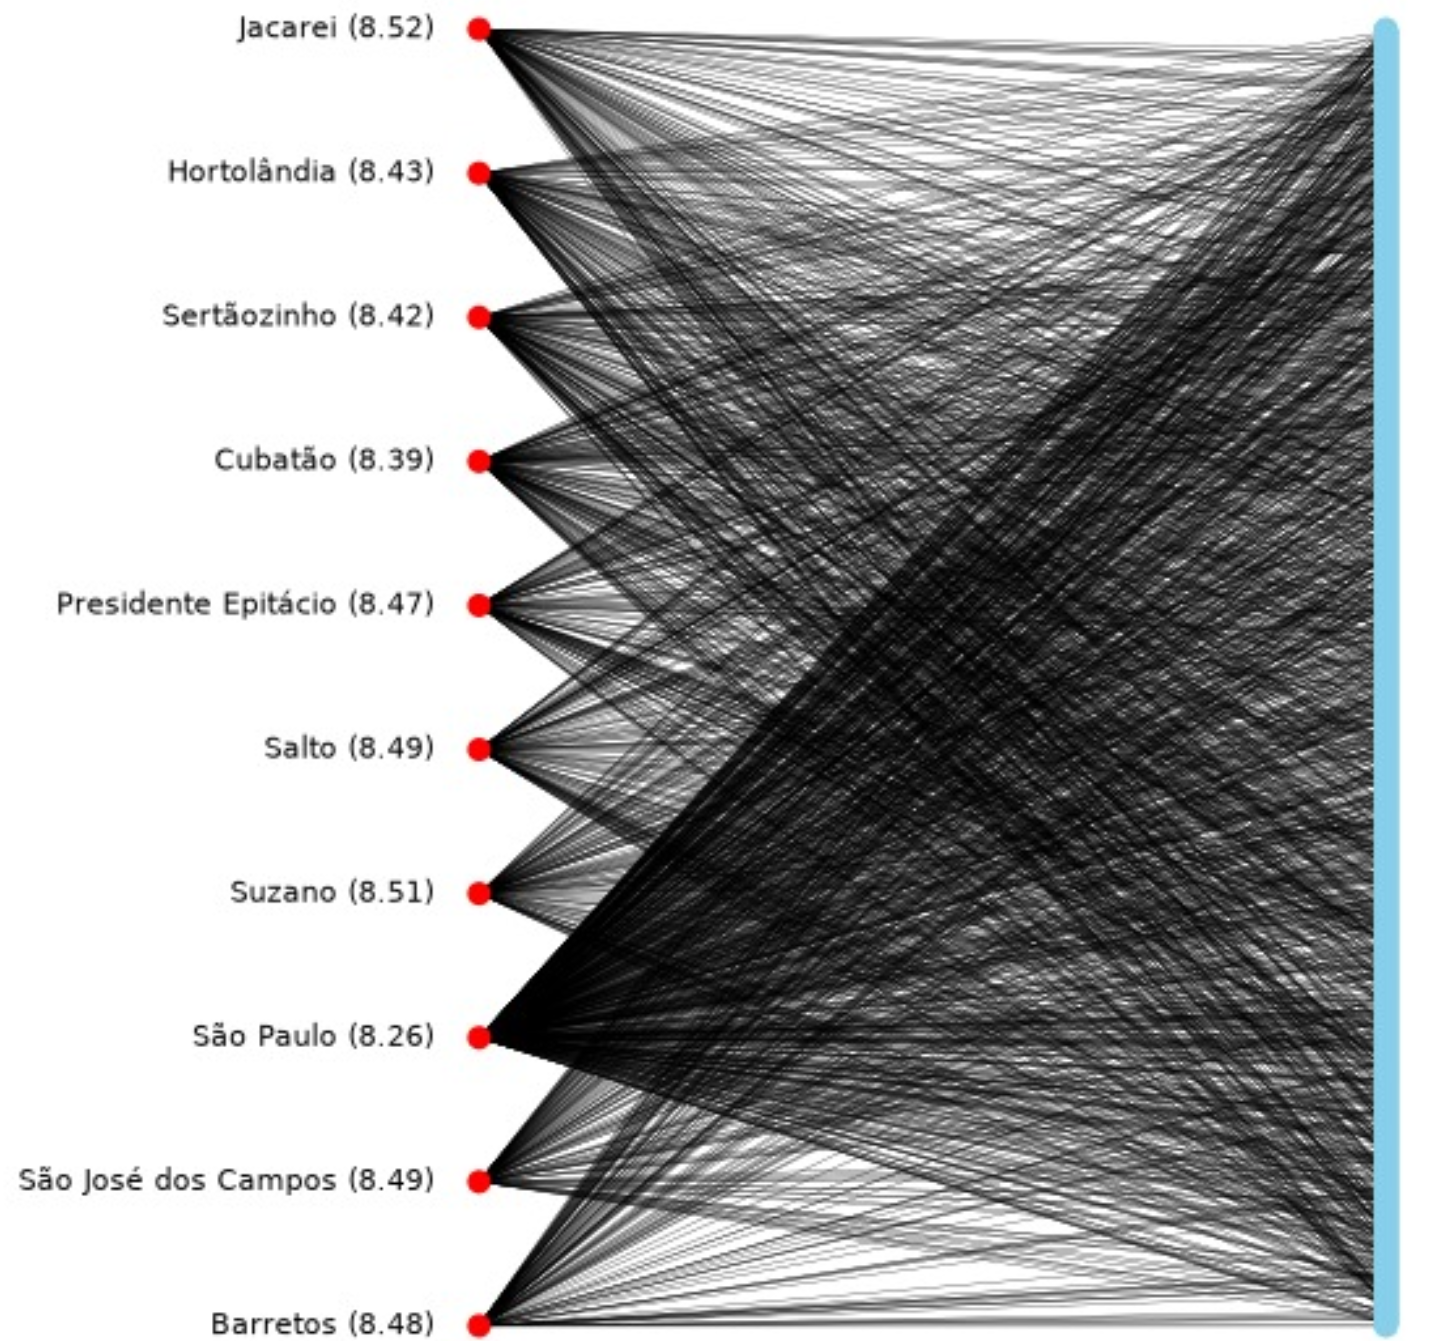 Jacarei (8.52)
Hortolândia (8.43)
Sertãozinho (8.42)
Cubatão (8.39)
Presidente Epitácio (8.47)
Salto (8.49)
Suzano (8.51)
São Paulo (8.26)
São José dos Campos (8.49)
Barretos (8.48)